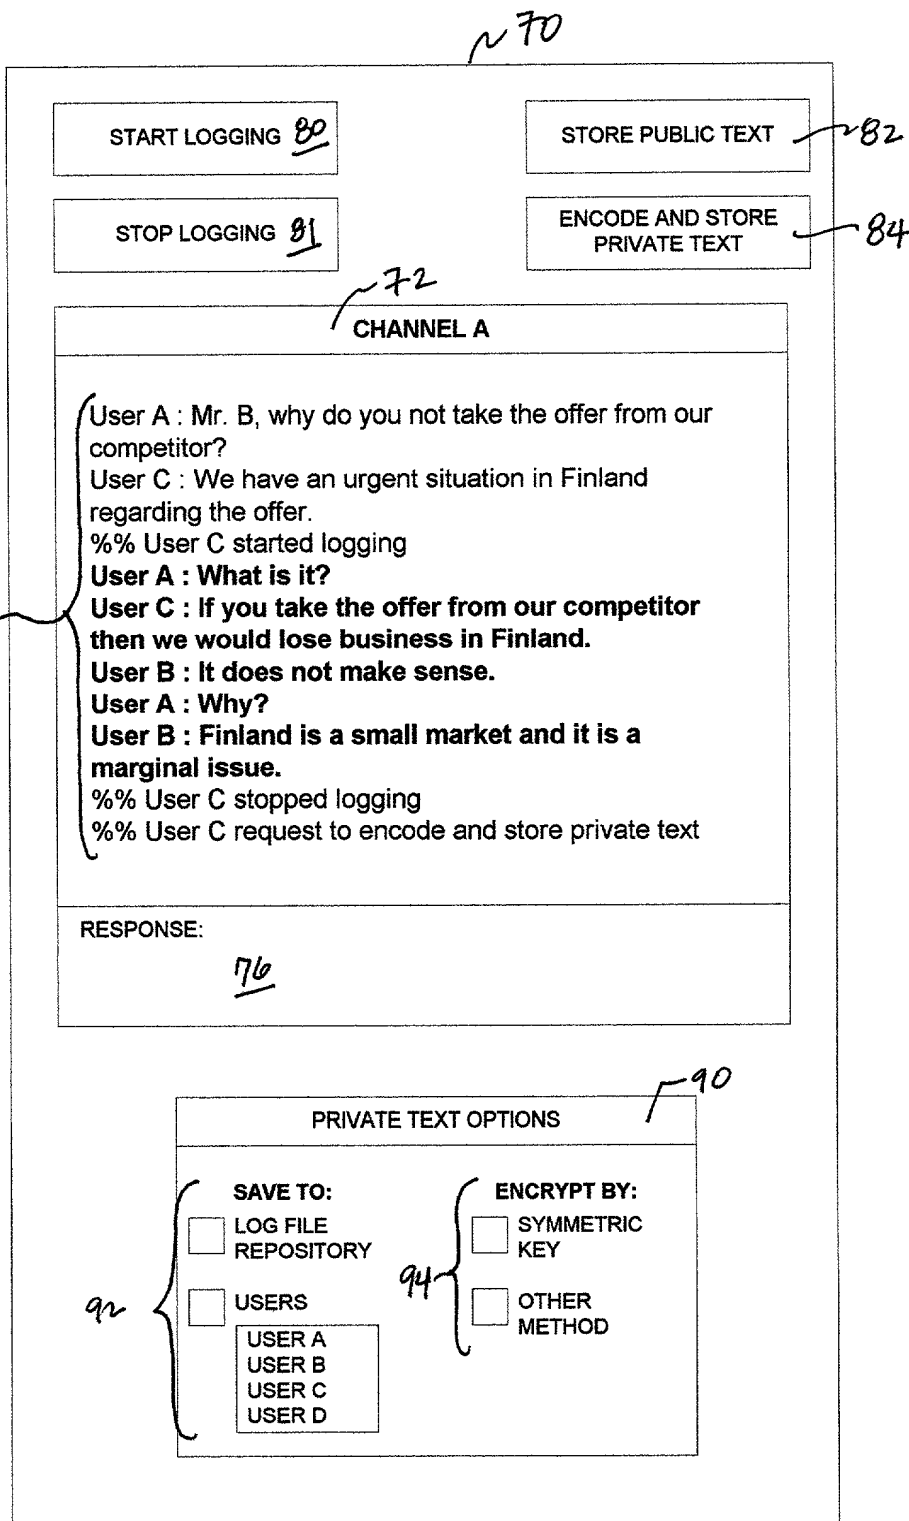 70
START LOGGING 80
STORE PUBLIC TEXT
82
STOP LOGGING 81
ENCODE AND STORE
PRIVATE TEXT
84
72
CHANNEL A
User A : Mr. B, why do you not take the offer from our
competitor?
User C : We have an urgent situation in Finland
regarding the offer.
%% User C started logging
User A : What is it?
User C : If you take the offer from our competitor
then we would lose business in Finland.
User B : It does not make sense.
User A : Why?
User B : Finland is a small market and it is a
marginal issue.
%% User C stopped logging
%% User C request to encode and store private text
RESPONSE:
76
90
PRIVATE TEXT OPTIONS
92
SAVE TO:
LOG FILE
REPOSITORY
USERS
USER A
USER B
USER C
USER D
94
ENCRYPT BY:
SYMMETRIC
KEY
OTHER
METHOD